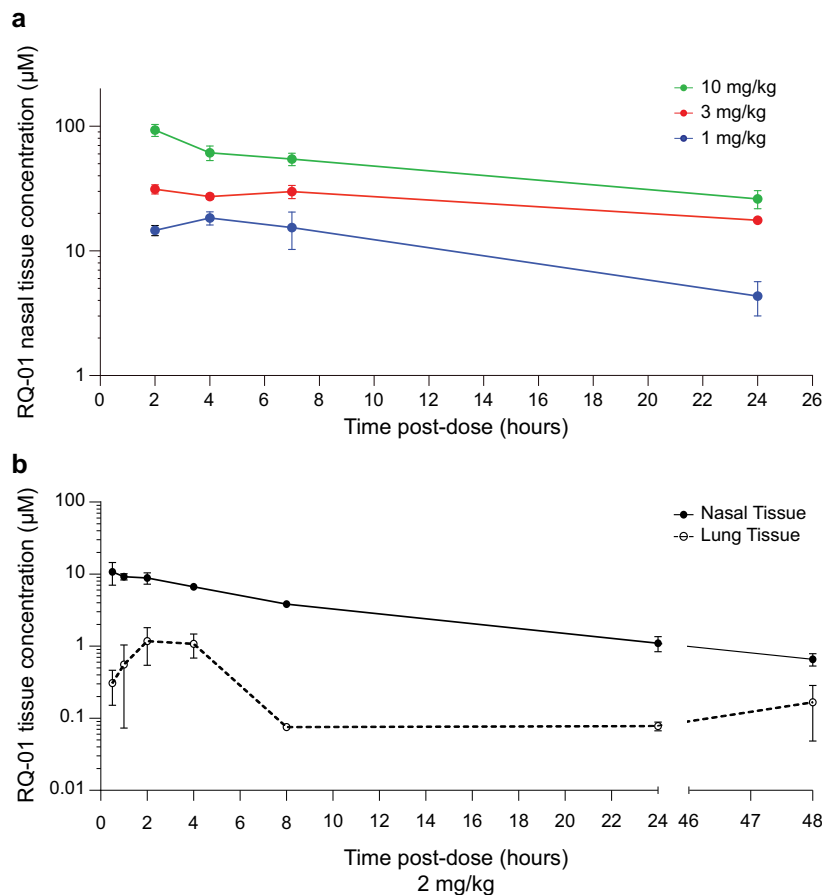 a
RQ-01 nasal tissue concentration (µM)
100
10
1
10 mg/kg
3 mg/kg
1 mg/kg
0 2 4 6 8 10 12 14 16 18 20 22 24 26
Time post-dose (hours)
b
RQ-01 tissue concentration (µM)
100
10
1
0.1
0.01
Nasal Tissue
Lung Tissue
0 2 4 6 8 10 12 14 16 18 20 22 24 46 47 48
Time post-dose (hours)
2 mg/kg